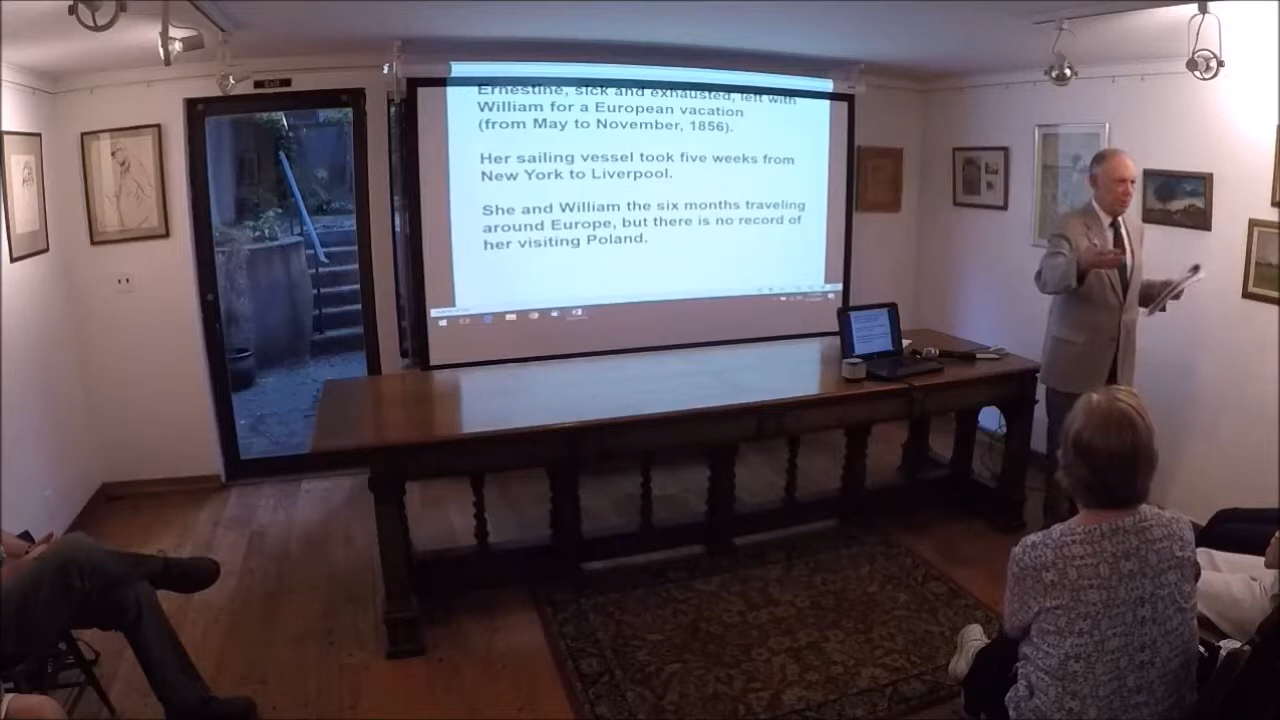 Exit
Ernestine, sick and exhausted, left with
William for a European vacation
(from May to November, 1856).
Her sailing vessel took five weeks from
New York to Liverpool.
She and William the six months traveling
around Europe, but there is no record of
her visiting Poland.